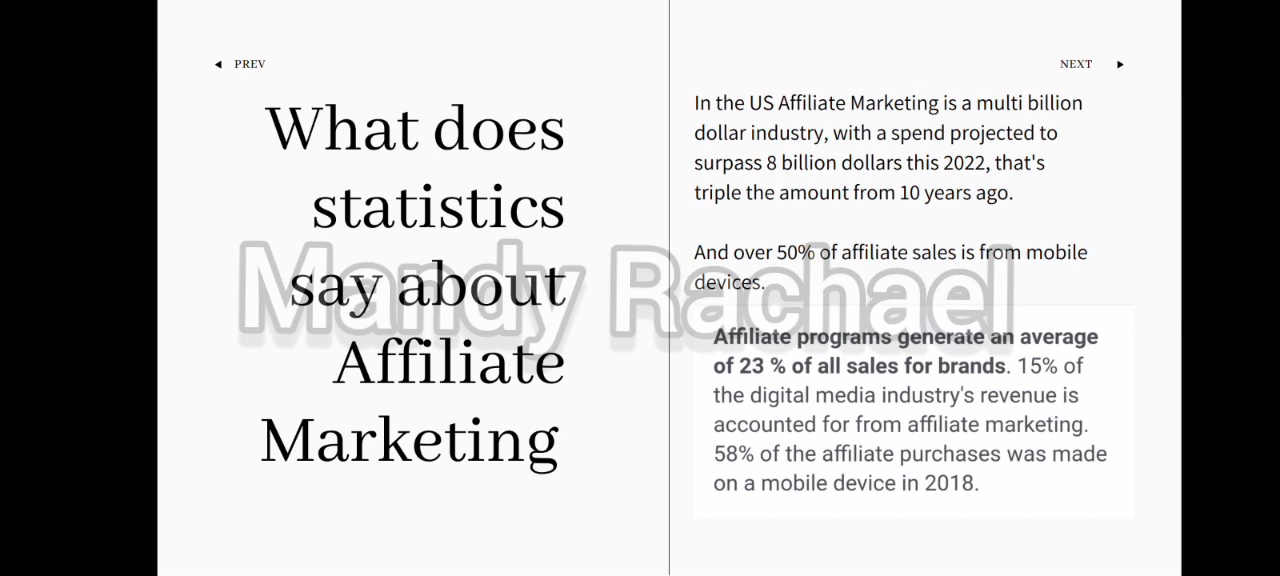 PREV
NEXT
What does
statistics
say about
Affiliate
Marketing
In the US Affiliate Marketing is a multi billion
dollar industry, with a spend projected to
surpass 8 billion dollars this 2022, that's
triple the amount from 10 years ago.
And over 50% of affiliate sales is from mobile
devices.
Affiliate programs generate an average
of 23 % of all sales for brands. 15% of
the digital media industry's revenue is
accounted for from affiliate marketing.
58% of the affiliate purchases was made
on a mobile device in 2018.
Mandy Rachael